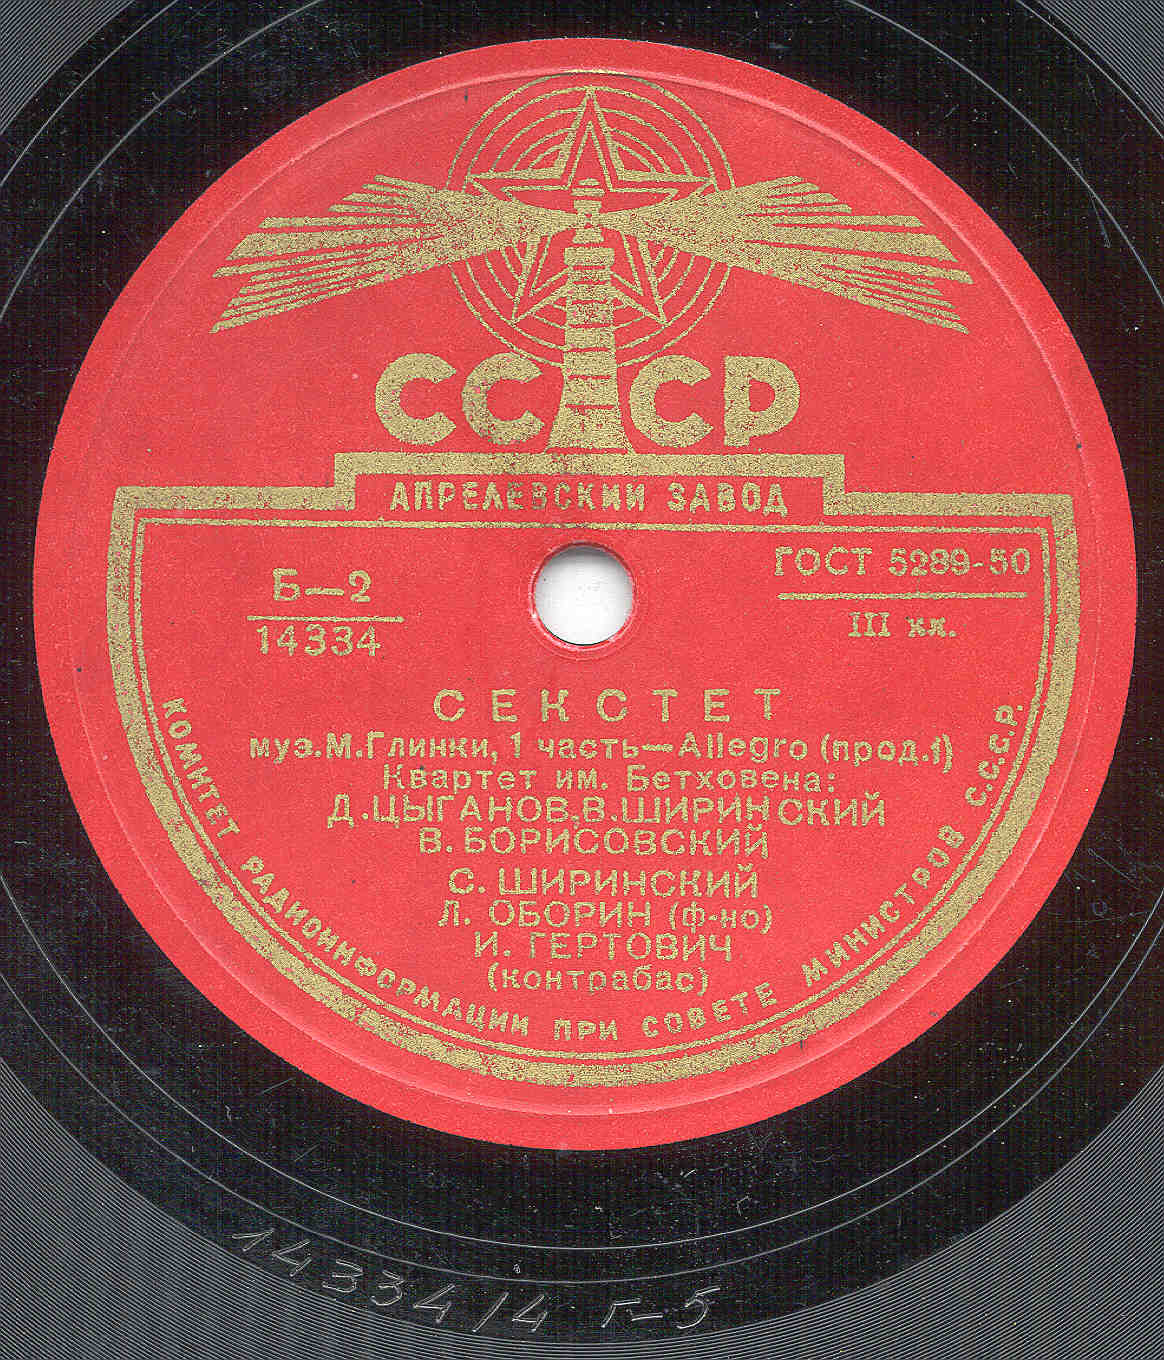 СССР
АПРЕЛЕВСКИЙ ЗАВОД
Б—2
14334
ГОСТ 5289-50
III кл.
СЕКСТЕТ
муз.М.Глинки, 1 часть—Allegro (прод.1)
Квартет им. Бетховена:
Д.ЦЫГАНОВ,В.ШИРИНСКИЙ
В. БОРИСОВСКИЙ
С. ШИРИНСКИЙ
Л. ОБОРИН (ф-но)
И. ГЕРТОВИЧ
(контрабас)
КОМИТЕТ РАДИОИНФОРМАЦИИ ПРИ СОВЕТЕ МИНИСТРОВ С.С.С.Р.
14334/4 г-5